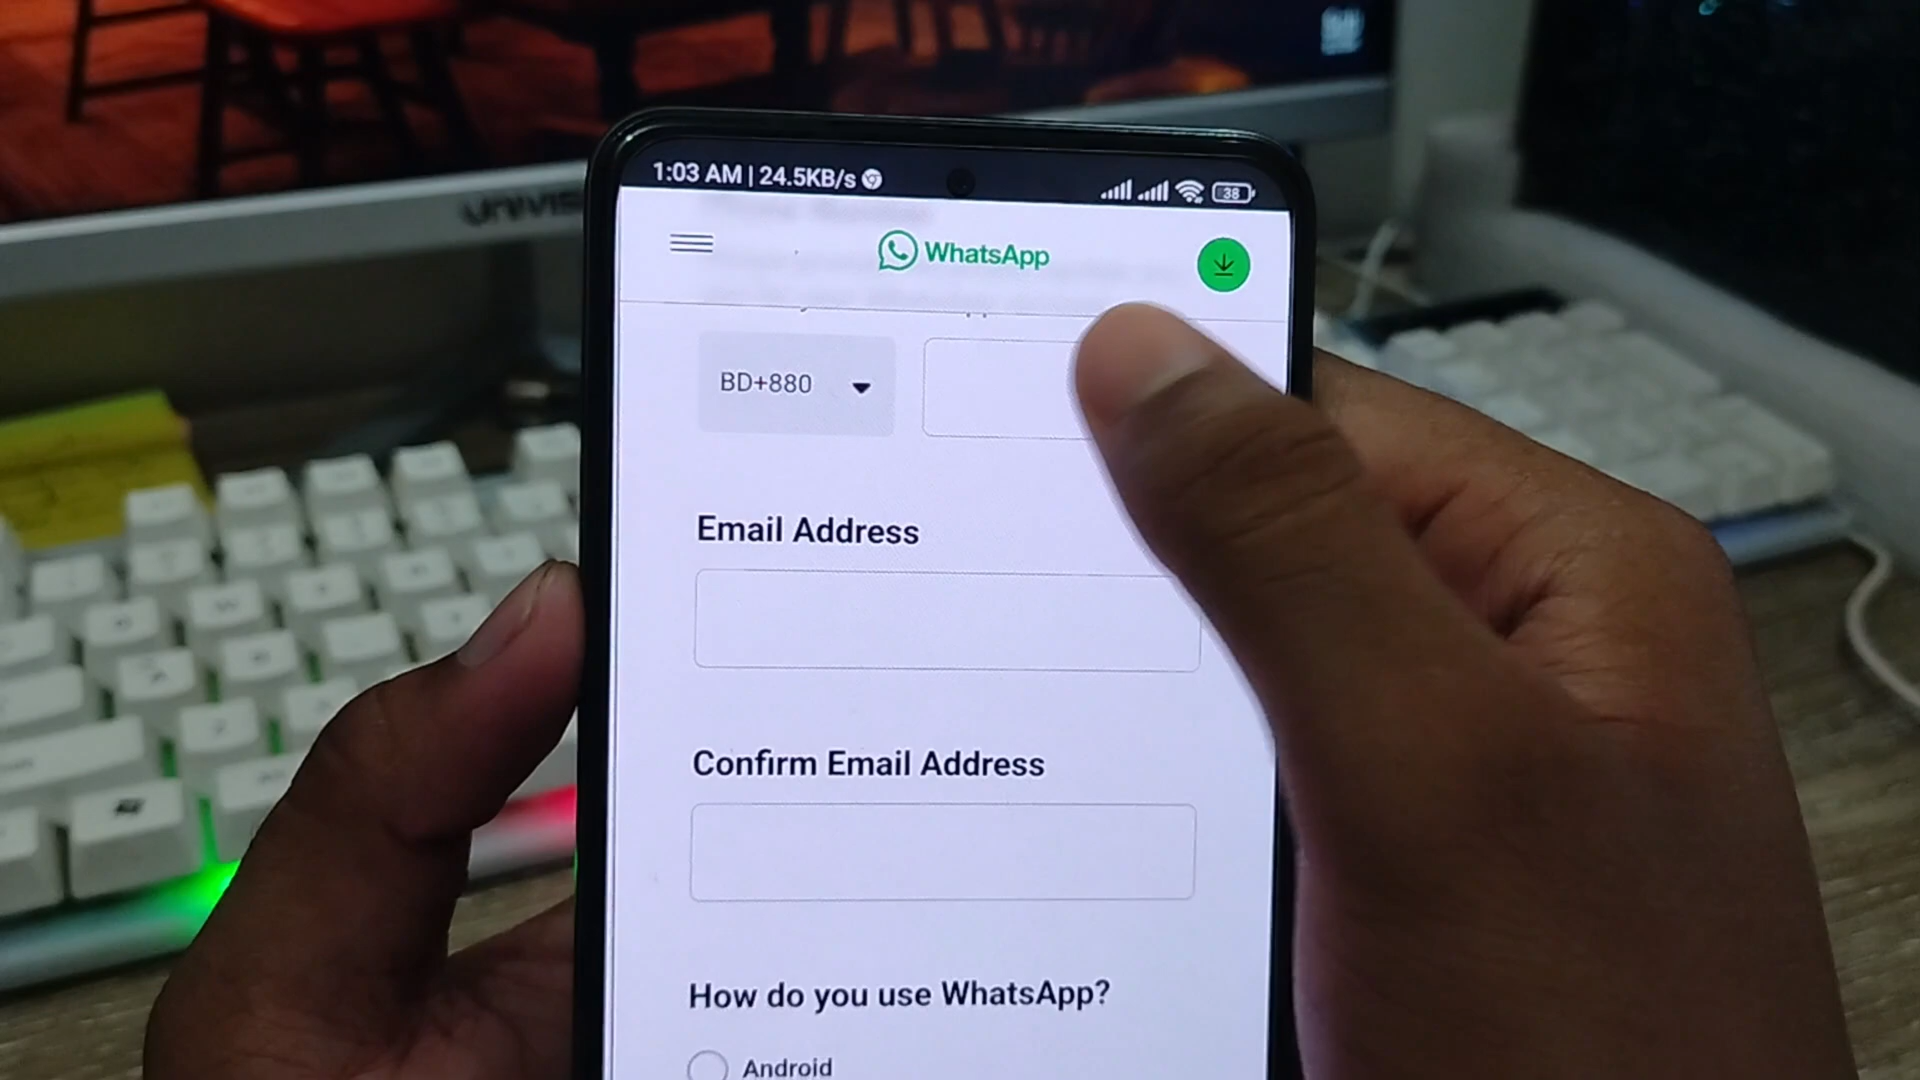 1:03 AM | 24.5KB/s
38
WhatsApp
BD+880
Email Address
Confirm Email Address
How do you use WhatsApp?
Android